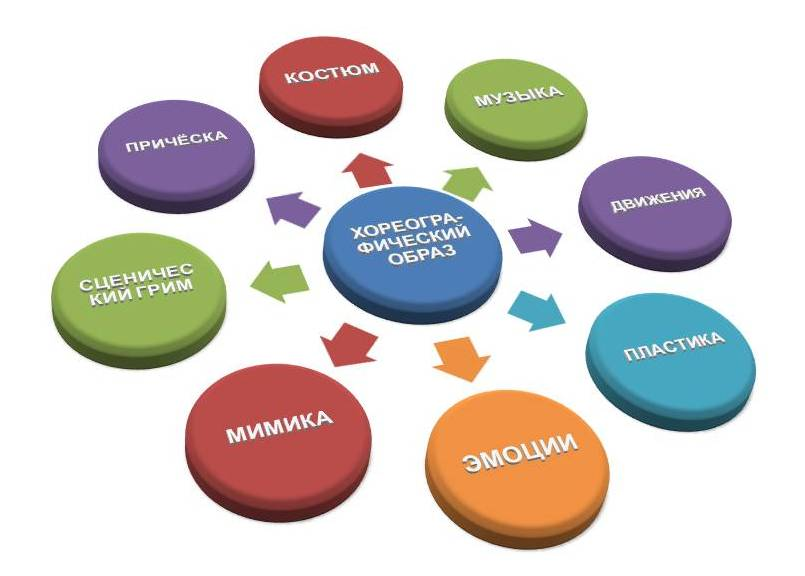 КОСТЮМ
МУЗЫКА
ПРИЧЁСКА
ДВИЖЕНИЯ
ХОРЕОГРА-
ФИЧЕСКИЙ
ОБРАЗ
СЦЕНИЧЕС
КИЙ ГРИМ
ПЛАСТИКА
МИМИКА
ЭМОЦИИ